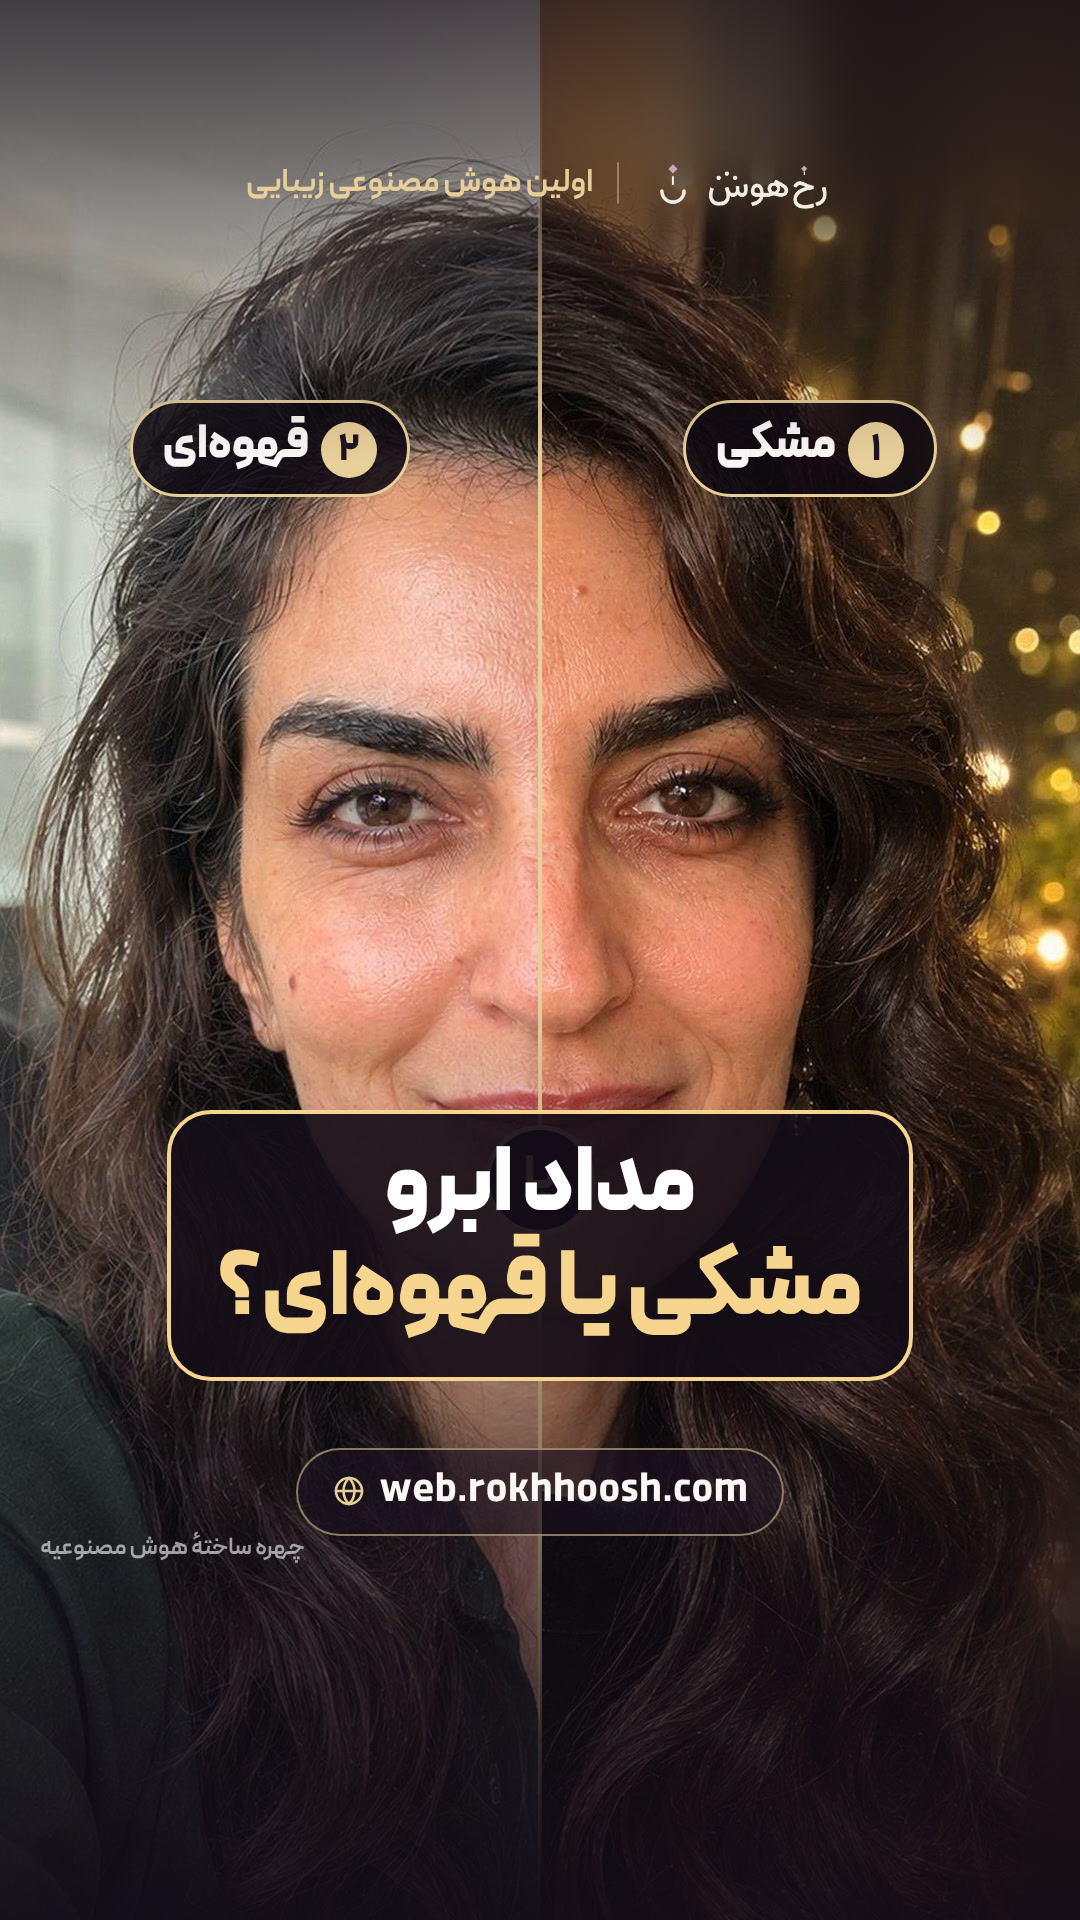 رخ‌هوش | اولین هوش مصنوعی زیبایی
۱ مشکی
۲ قهوه‌ای
مداد ابرو
مشکی یا قهوه‌ای؟
web.rokhhoosh.com
چهره ساختهٔ هوش مصنوعیه